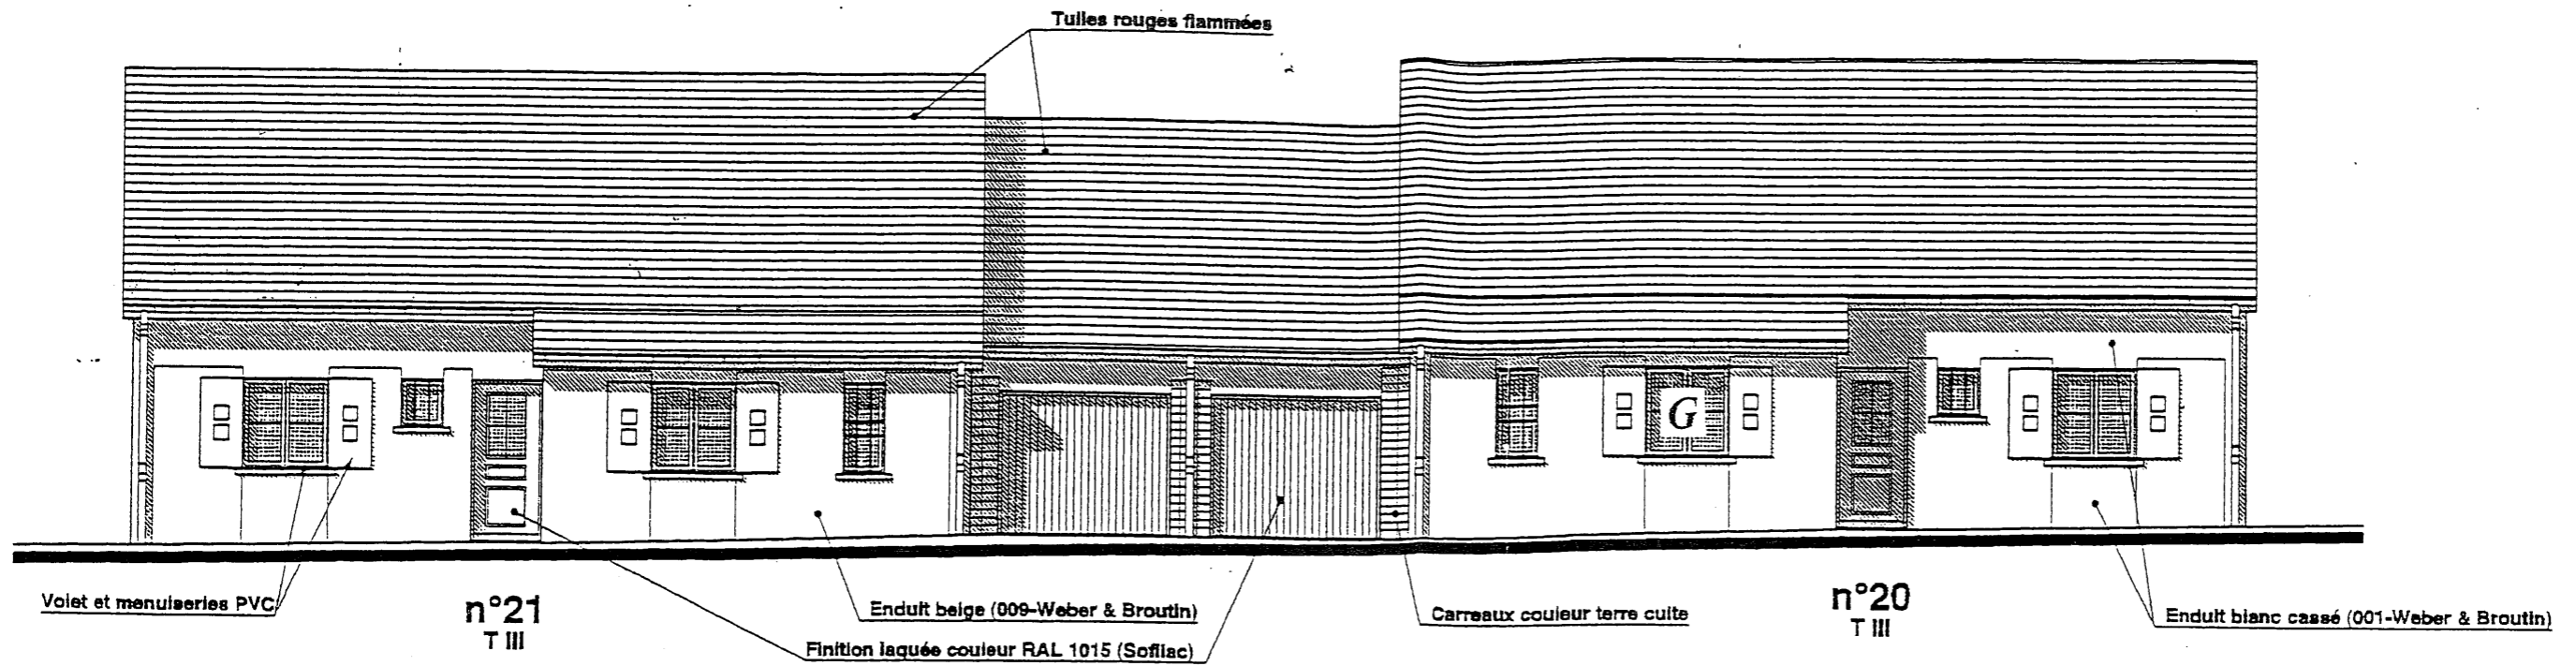 Tuiles rouges flammées
G
Volet et menuiseries PVC
n°21
T III
Enduit beige (009-Weber & Broutin)
Finition laquée couleur RAL 1015 (Sofilac)
Carreaux couleur terre cuite
n°20
T III
Enduit blanc cassé (001-Weber & Broutin)